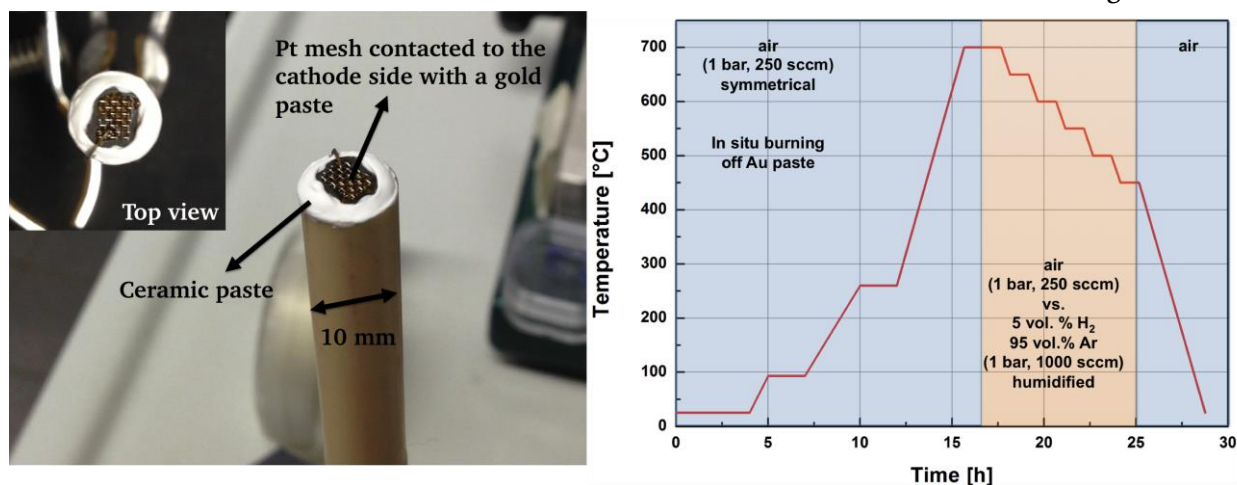 Pt mesh contacted to the
cathode side with a gold
paste
Top view
Ceramic paste
10 mm
Temperature [°C]
700
600
500
400
300
200
100
0
air
(1 bar, 250 sccm)
symmetrical
In situ burning
off Au paste
air
(1 bar, 250 sccm)
vs.
5 vol. % H₂
95 vol.% Ar
(1 bar, 1000 sccm)
humidified
air
0 5 10 15 20 25 30
Time [h]